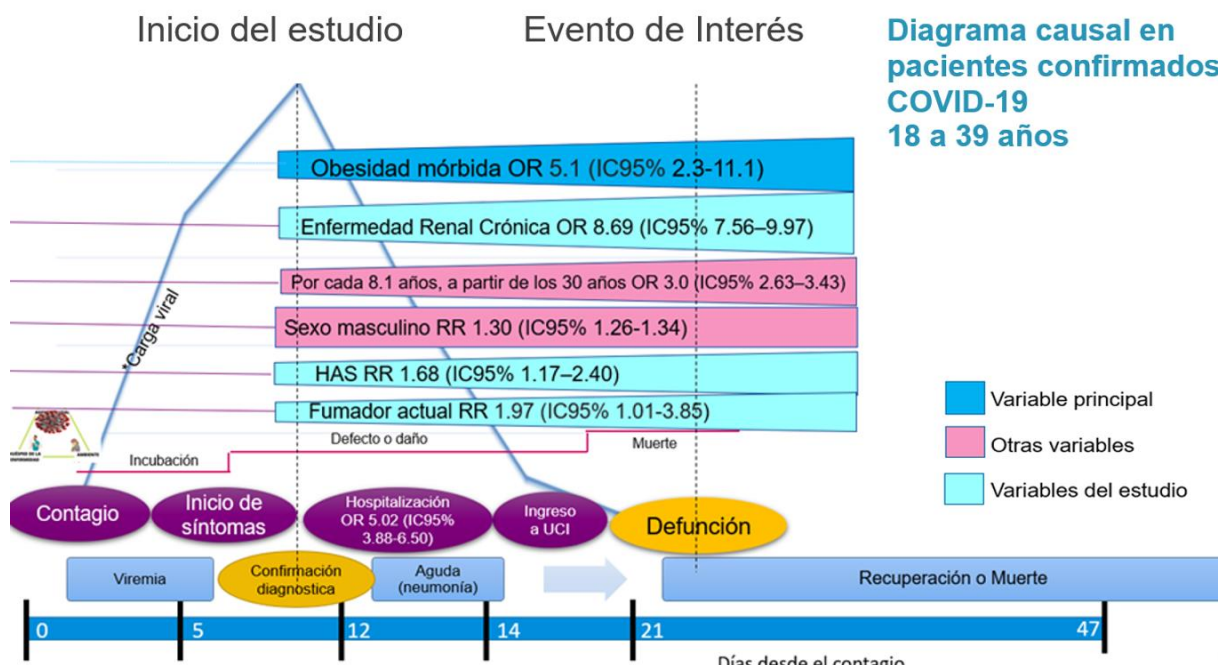 Inicio del estudio
Evento de Interés
Diagrama causal en
pacientes confirmados
COVID-19
18 a 39 años
Obesidad mórbida OR 5.1 (IC95% 2.3-11.1)
Enfermedad Renal Crónica OR 8.69 (IC95% 7.56–9.97)
Por cada 8.1 años, a partir de los 30 años OR 3.0 (IC95% 2.63–3.43)
*Carga viral
Sexo masculino RR 1.30 (IC95% 1.26-1.34)
HAS RR 1.68 (IC95% 1.17–2.40)
Fumador actual RR 1.97 (IC95% 1.01-3.85)
Variable principal
Otras variables
Variables del estudio
AMBIENTE
Incubación
Defecto o daño
Muerte
Contagio
Inicio de
síntomas
Hospitalización
OR 5.02 (IC95%
3.88-6.50)
Ingreso
a UCI
Defunción
Viremia
Confirmación
diagnostica
Aguda
(neumonía)
Recuperación o Muerte
0
5
12
14
21
47
Días desde el contagio